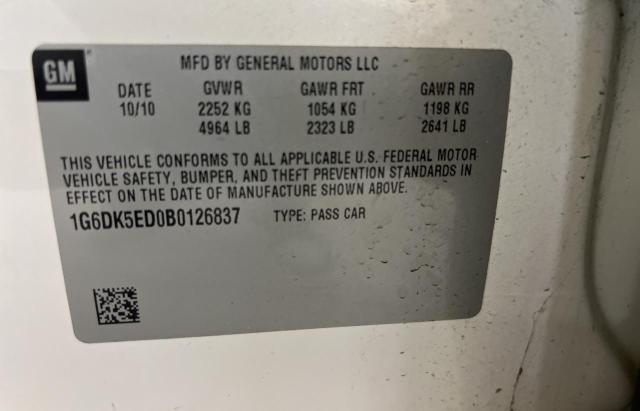 GM
MFD BY GENERAL MOTORS LLC
DATE GVWR GAWR FRT GAWR RR
10/10 2252 KG 1054 KG 1198 KG
4964 LB 2323 LB 2641 LB
THIS VEHICLE CONFORMS TO ALL APPLICABLE U.S. FEDERAL MOTOR
VEHICLE SAFETY, BUMPER, AND THEFT PREVENTION STANDARDS IN
EFFECT ON THE DATE OF MANUFACTURE SHOWN ABOVE.
1G6DK5ED0B0126837 TYPE: PASS CAR